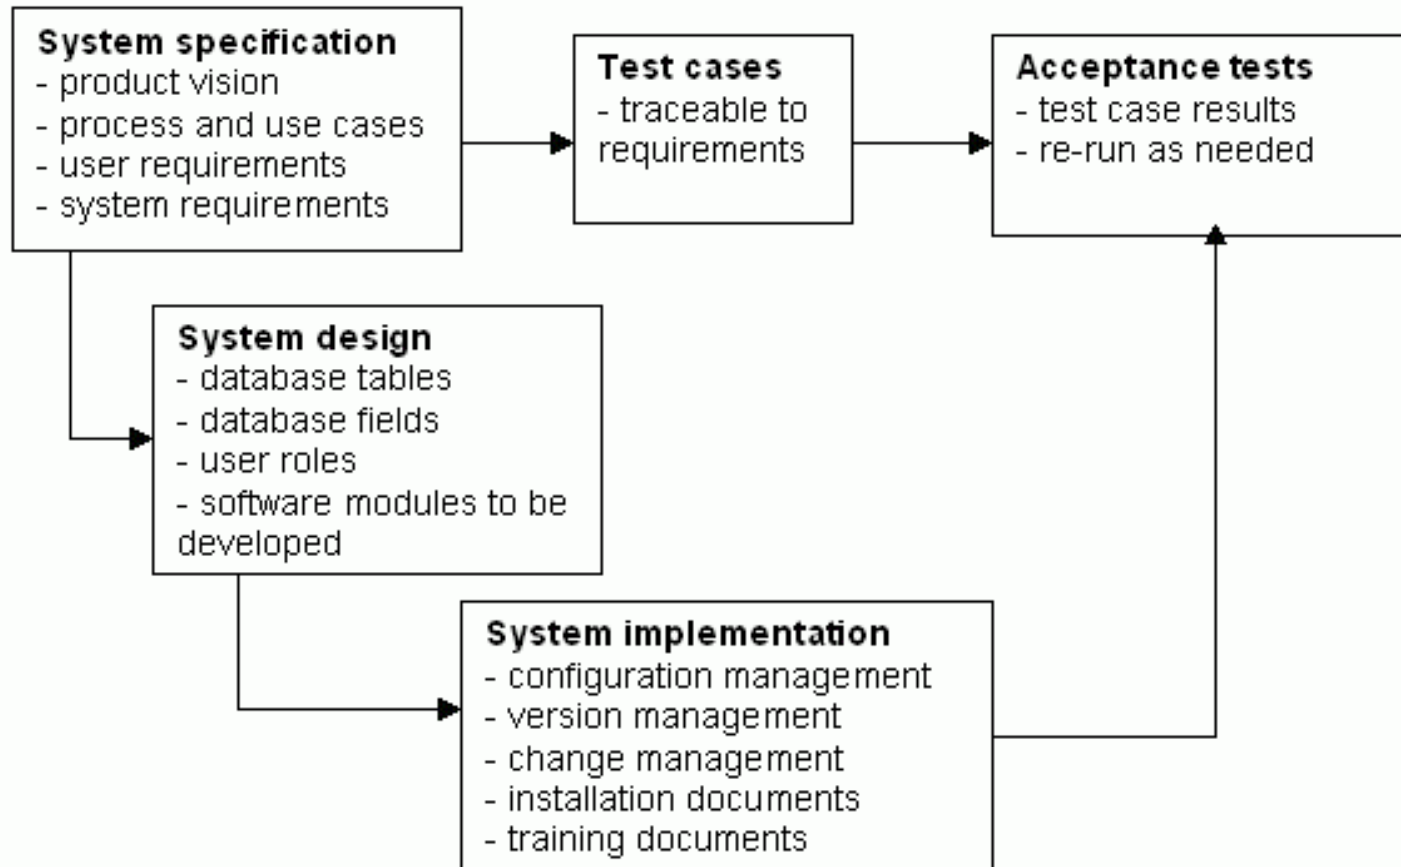 System specification
- product vision
- process and use cases
- user requirements
- system requirements
Test cases
- traceable to
requirements
Acceptance tests
- test case results
- re-run as needed
System design
- database tables
- database fields
- user roles
- software modules to be
developed
System implementation
- configuration management
- version management
- change management
- installation documents
- training documents